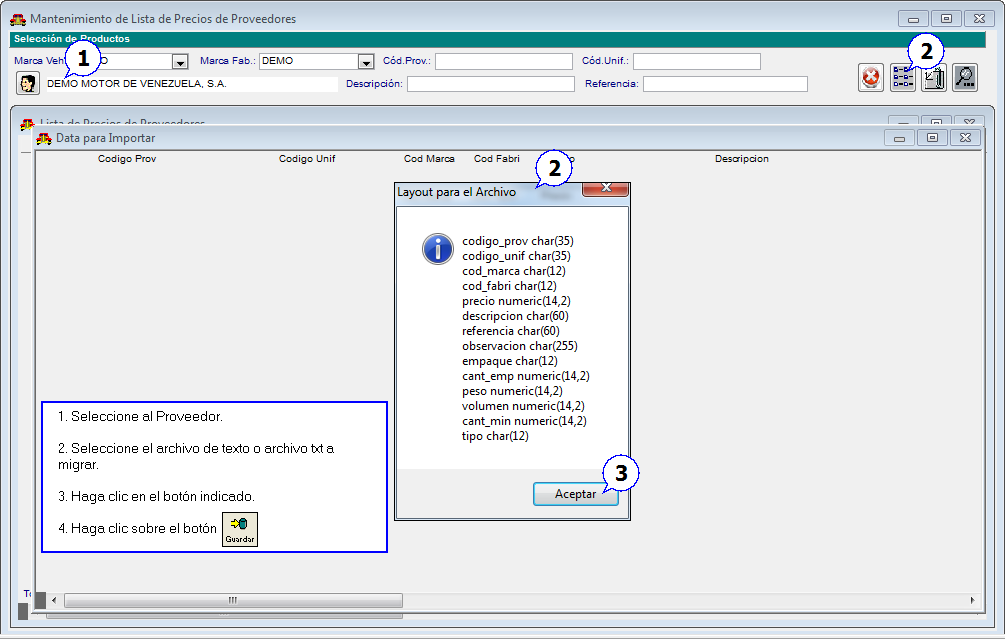 Mantenimiento de Lista de Precios de Proveedores
Selección de Productos
Marca Veh 1 O Marca Fab.: DEMO Cód.Prov.: Cód.Unif.: 2
DEMO MOTOR DE VENEZUELA, S.A. Descripción: Referencia:
Lista de Precios de Proveedores
Data para Importar
Codigo Prov Codigo Unif Cod Marca Cod Fabri o Descripcion
2
Layout para el Archivo
codigo_prov char(35)
codigo_unif char(35)
cod_marca char(12)
cod_fabri char(12)
precio numeric(14,2)
descripcion char(60)
referencia char(60)
observacion char(255)
empaque char(12)
cant_emp numeric(14,2)
peso numeric(14,2)
volumen numeric(14,2)
cant_min numeric(14,2)
tipo char(12)
3
Aceptar
1. Seleccione al Proveedor.
2. Seleccione el archivo de texto o archivo txt a
migrar.
3. Haga clic en el botón indicado.
4. Haga clic sobre el botón
Guardar